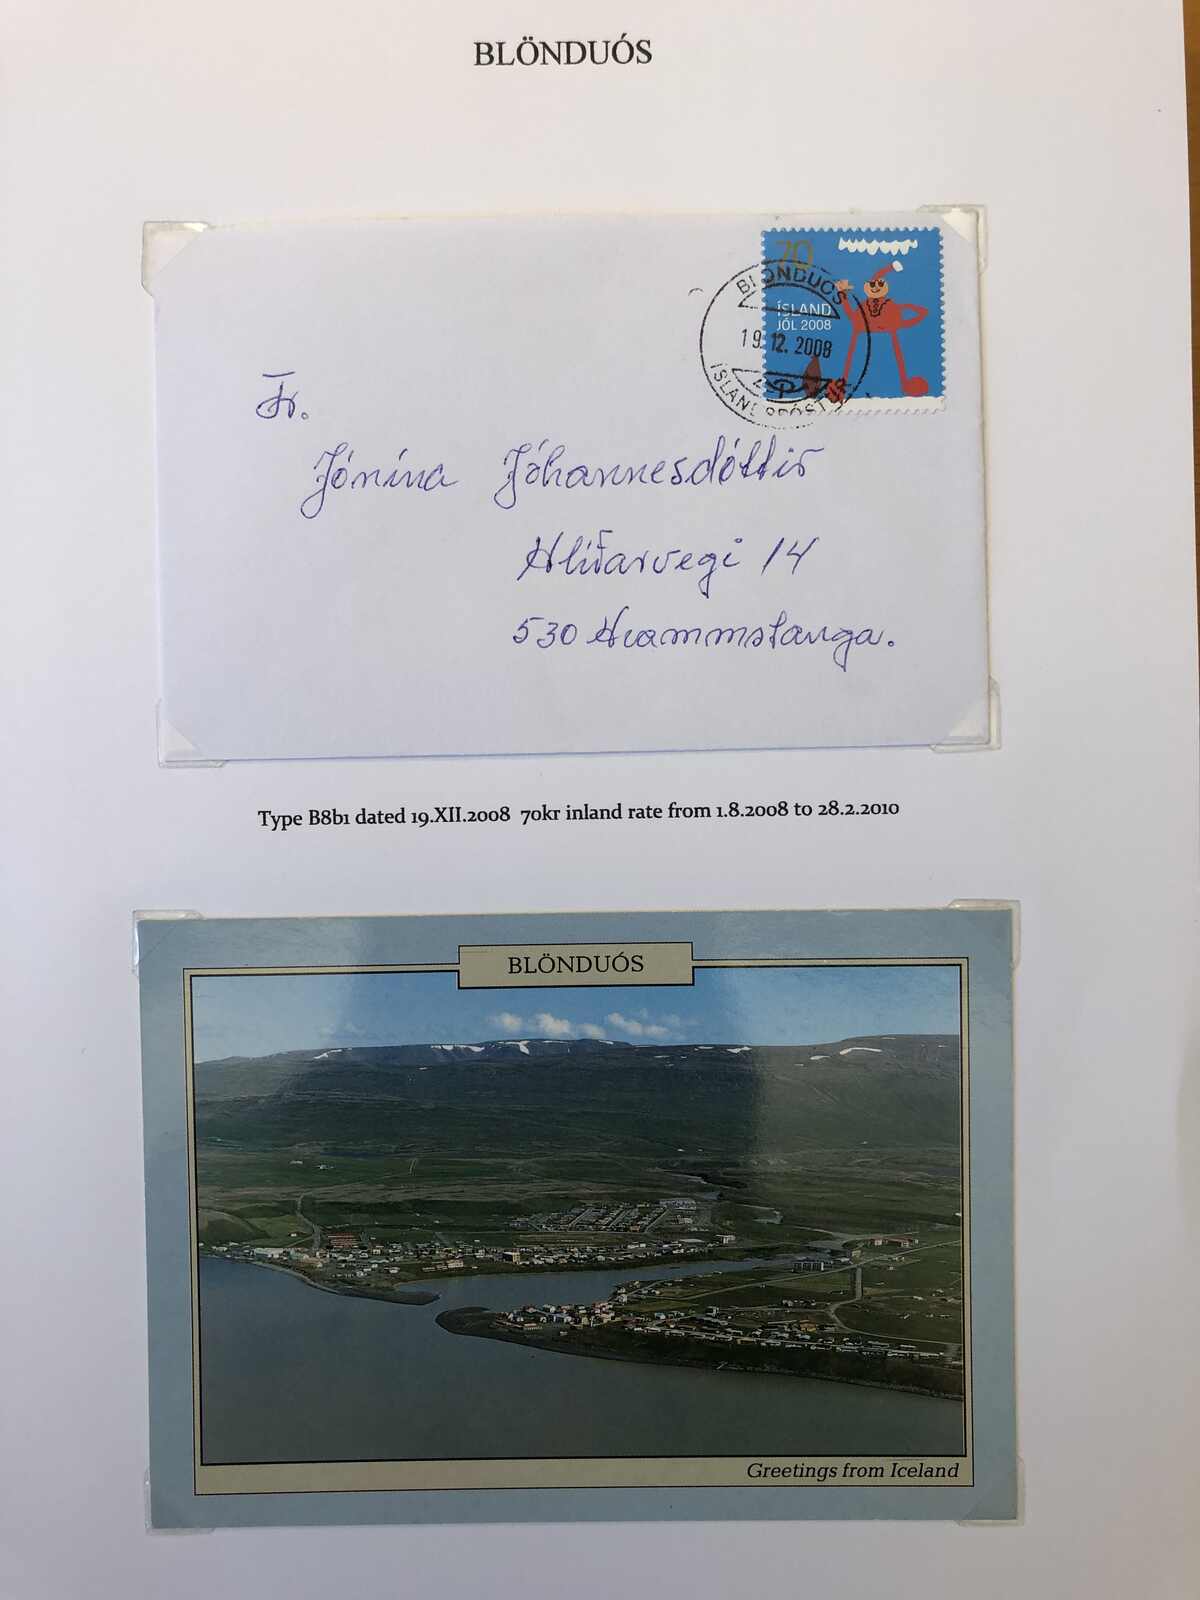 BLÖNDUÓS
70
ÍSLAND
JÓL 2008
BLÖNDUÓS
19.12. 2008
ÍSLANDSPÓSTUR
Fr.
Jónína Jóhannesdóttir
Hlíðarvegi 14
530 Hvammstanga.
Type B8b1 dated 19.XII.2008 70kr inland rate from 1.8.2008 to 28.2.2010
BLÖNDUÓS
Greetings from Iceland